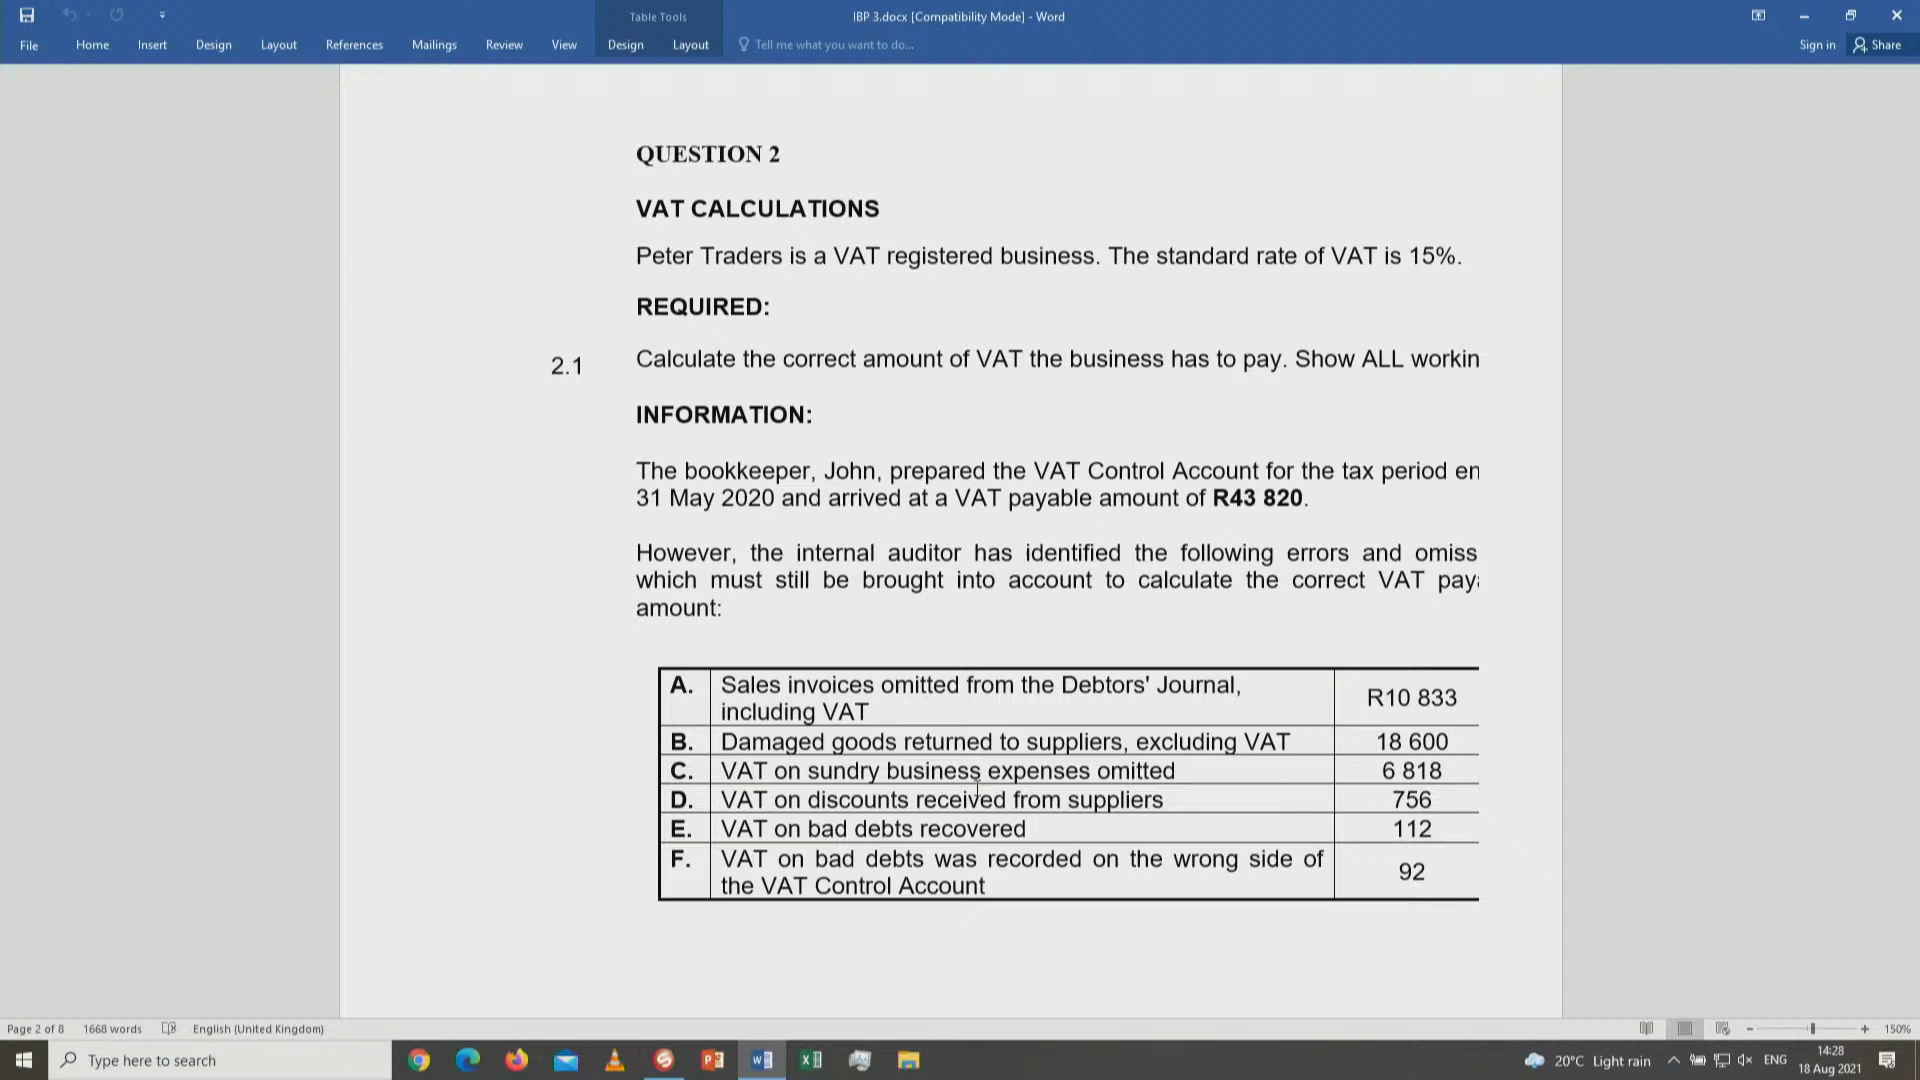 Table Tools
IBP 3.docx [Compatibility Mode] - Word
File Home Insert Design Layout References Mailings Review View Design Layout Tell me what you want to do... Sign in Share
QUESTION 2
VAT CALCULATIONS
Peter Traders is a VAT registered business. The standard rate of VAT is 15%.
REQUIRED:
2.1 Calculate the correct amount of VAT the business has to pay. Show ALL workin
INFORMATION:
The bookkeeper, John, prepared the VAT Control Account for the tax period en
31 May 2020 and arrived at a VAT payable amount of R43 820.
However, the internal auditor has identified the following errors and omiss
which must still be brought into account to calculate the correct VAT pay
amount:
A. Sales invoices omitted from the Debtors' Journal,
including VAT R10 833
B. Damaged goods returned to suppliers, excluding VAT 18 600
C. VAT on sundry business expenses omitted 6 818
D. VAT on discounts received from suppliers 756
E. VAT on bad debts recovered 112
F. VAT on bad debts was recorded on the wrong side of
the VAT Control Account 92
Page 2 of 8 1668 words English (United Kingdom) 150%
Type here to search 20°C Light rain ENG 14:28
18 Aug 2021